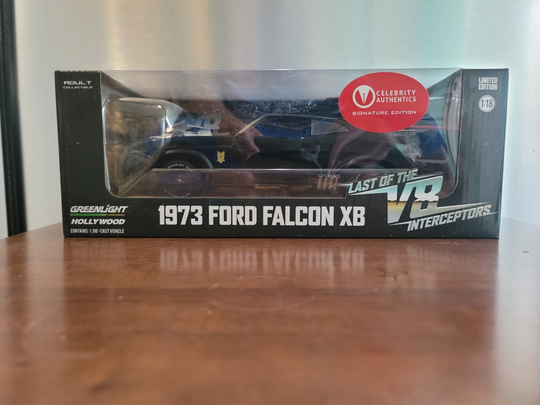 ADULT
COLLECTIBLE
CELEBRITY
AUTHENTICS
SIGNATURE EDITION
LIMITED
EDITION
1:18
GREENLIGHT
HOLLYWOOD
CONTAINS 1 DIE-CAST VEHICLE
1973 FORD FALCON XB
LAST OF THE
V8
INTERCEPTORS